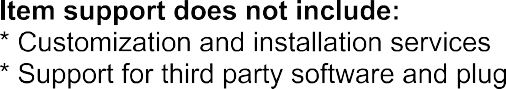 Item support does not include:
* Customization and installation services
* Support for third party software and plug